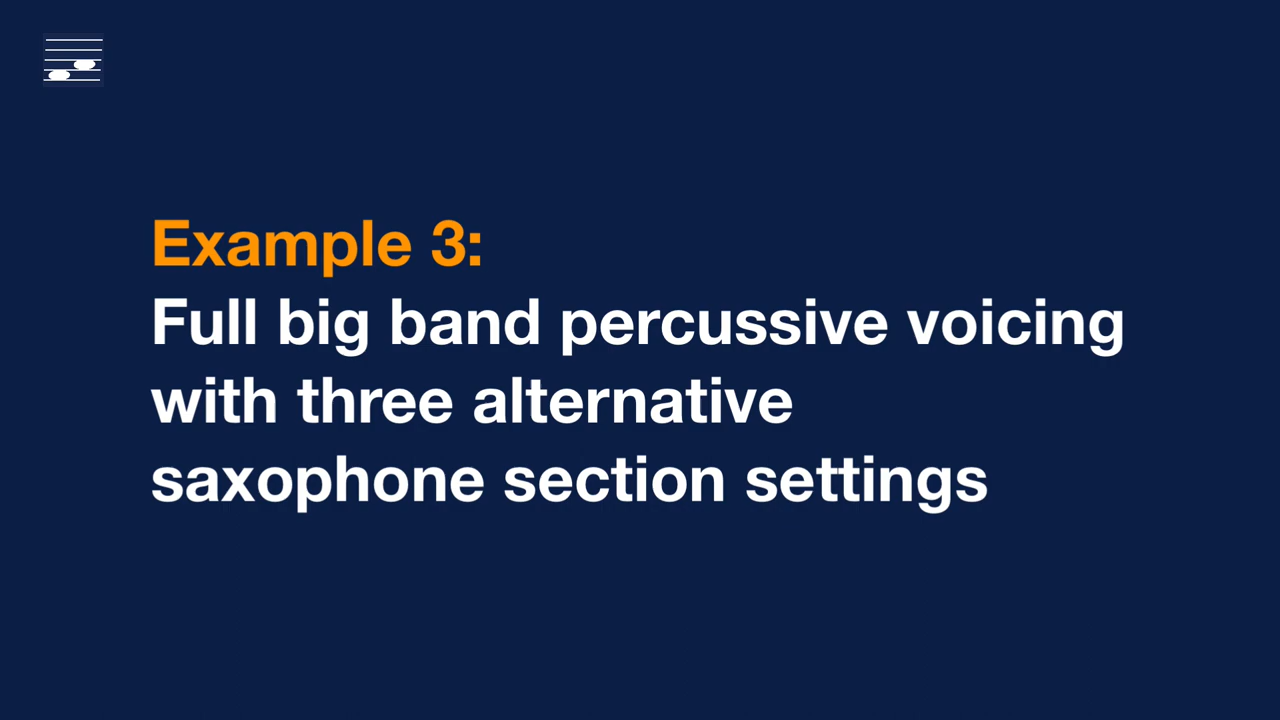 Example 3:
Full big band percussive voicing
with three alternative
saxophone section settings